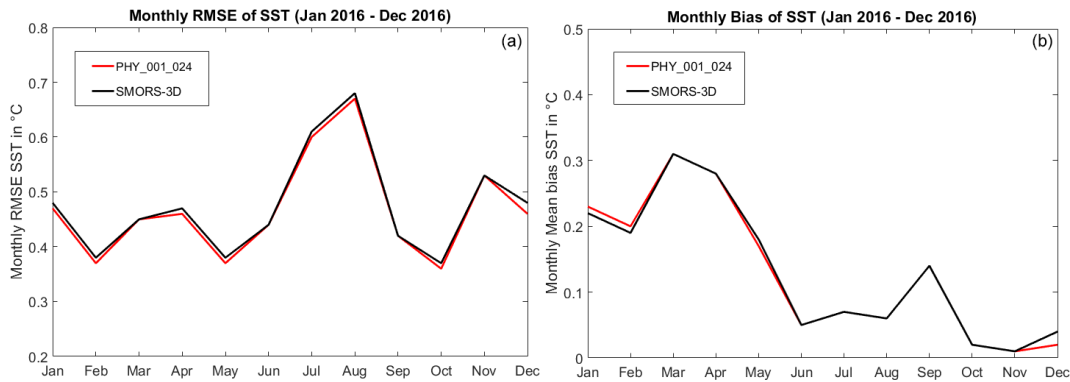 Monthly RMSE of SST (Jan 2016 - Dec 2016)
(a)
PHY_001_024
SMORS-3D
Monthly RMSE SST in °C
0.8
0.7
0.6
0.5
0.4
0.3
0.2
Jan Feb Mar Apr May Jun Jul Aug Sep Oct Nov Dec
Monthly Bias of SST (Jan 2016 - Dec 2016)
(b)
PHY_001_024
SMORS-3D
Monthly Mean bias SST in °C
0.5
0.4
0.3
0.2
0.1
0
Jan Feb Mar Apr May Jun Jul Aug Sep Oct Nov Dec